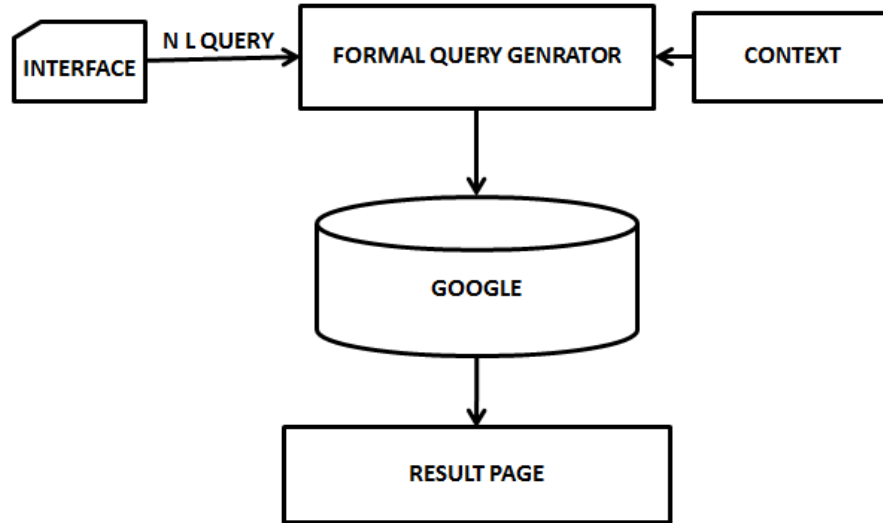 INTERFACE
N L QUERY
FORMAL QUERY GENRATOR
CONTEXT
GOOGLE
RESULT PAGE